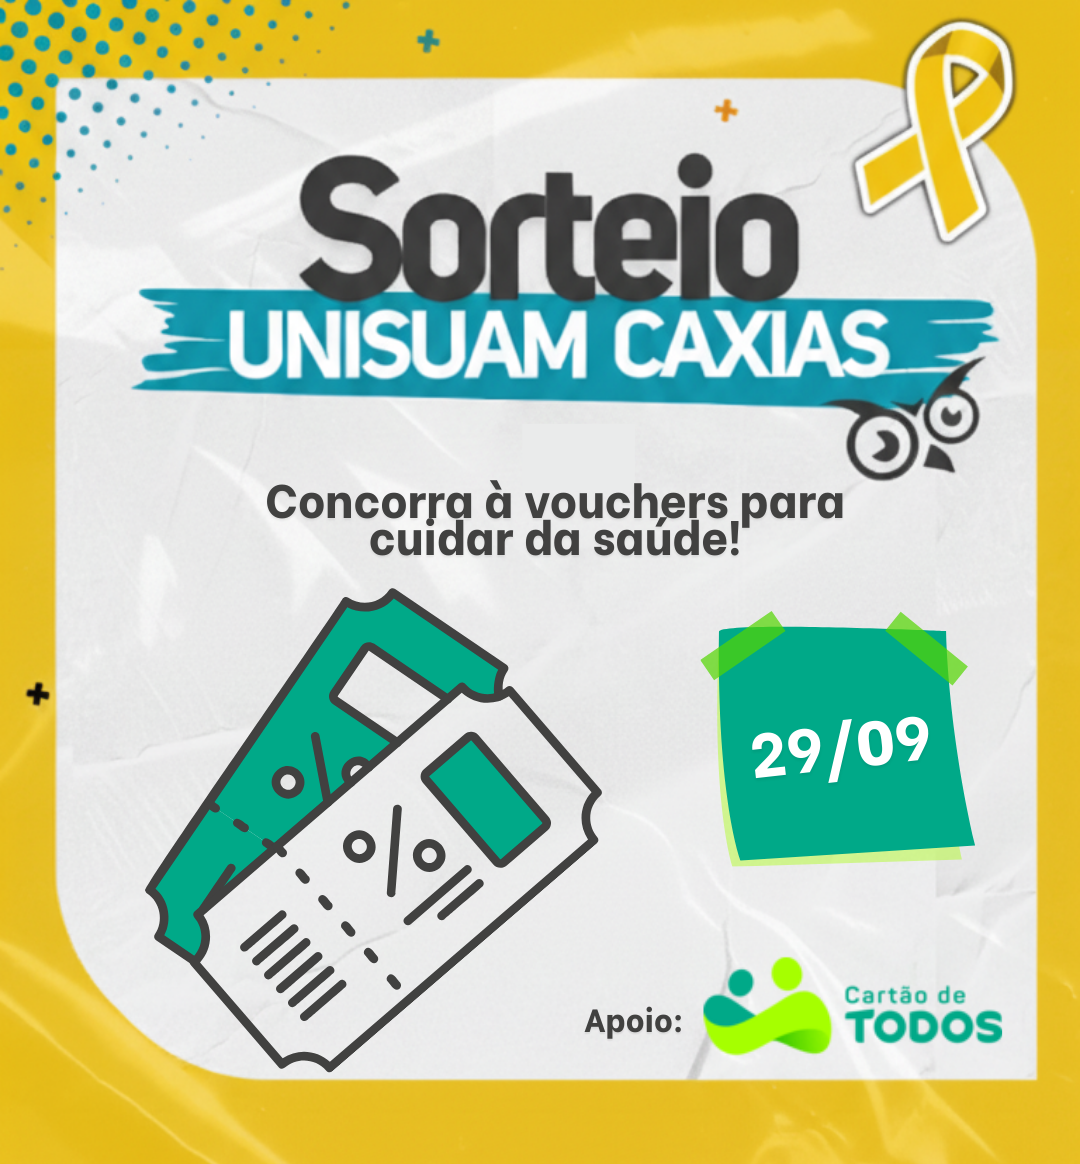 Sorteio
UNISUAM CAXIAS
Concorra à vouchers para
cuidar da saúde!
29/09
Apoio:
Cartão de
TODOS